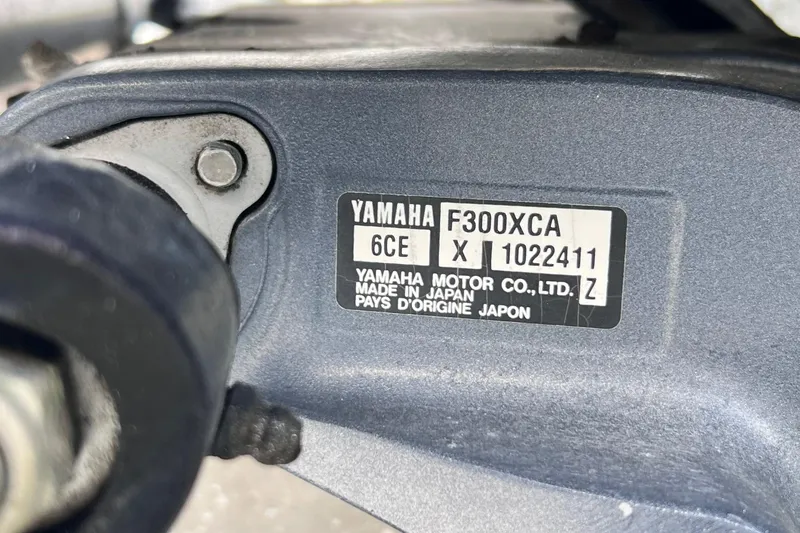 YAMAHA F300XCA
6CE X 1022411
YAMAHA MOTOR CO.,LTD. Z
MADE IN JAPAN
PAYS D'ORIGINE JAPON